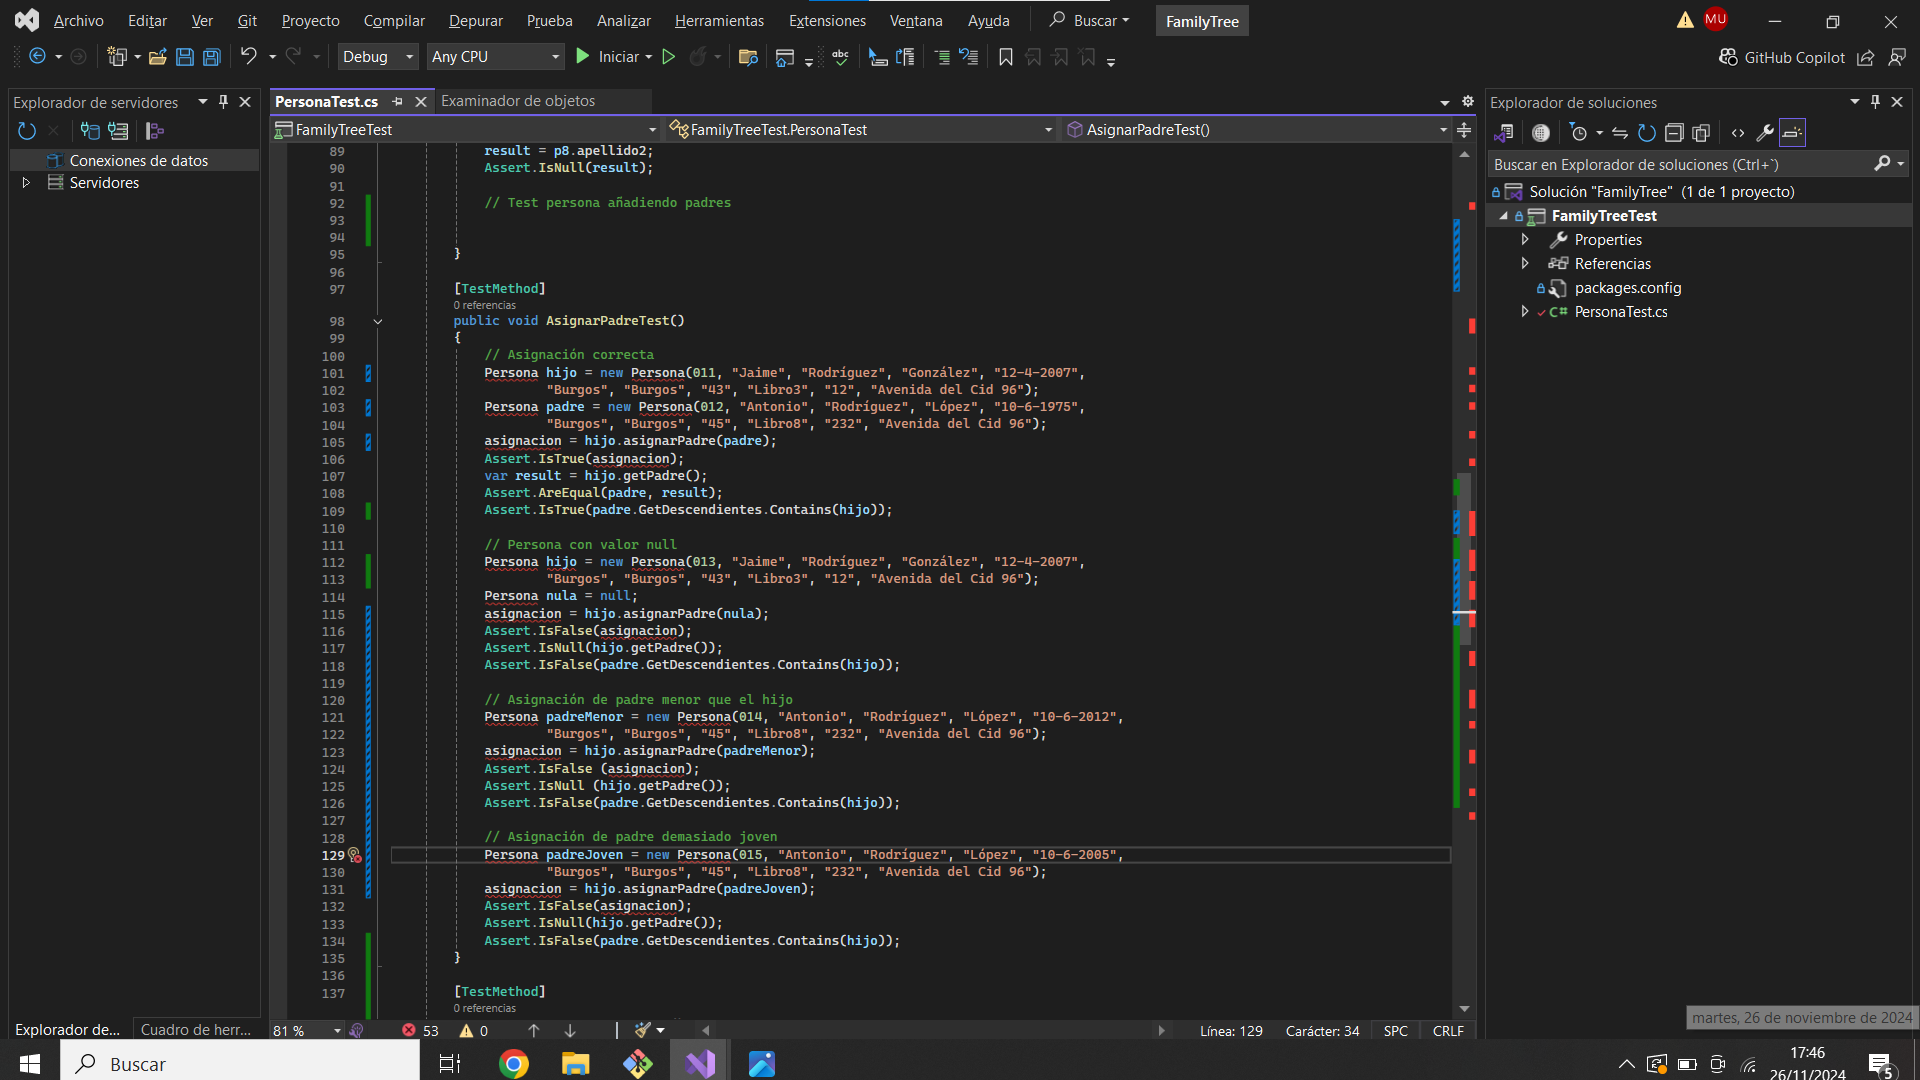 Archivo Editar Ver Git Proyecto Compilar Depurar Prueba Analizar Herramientas Extensiones Ventana Ayuda Buscar FamilyTree MU
Debug Any CPU Iniciar abc GitHub Copilot
Explorador de servidores
Conexiones de datos
Servidores
PersonaTest.cs Examinador de objetos
FamilyTreeTest FamilyTreeTest.PersonaTest AsignarPadreTest()
89 result = p8.apellido2;
90 Assert.IsNull(result);
91
92 // Test persona añadiendo padres
93
94
95 }
96
97 [TestMethod]
0 referencias
98 public void AsignarPadreTest()
99 {
100 // Asignación correcta
101 Persona hijo = new Persona(011, "Jaime", "Rodríguez", "González", "12-4-2007",
102 "Burgos", "Burgos", "43", "Libro3", "12", "Avenida del Cid 96");
103 Persona padre = new Persona(012, "Antonio", "Rodríguez", "López", "10-6-1975",
104 "Burgos", "Burgos", "45", "Libro8", "232", "Avenida del Cid 96");
105 asignacion = hijo.asignarPadre(padre);
106 Assert.IsTrue(asignacion);
107 var result = hijo.getPadre();
108 Assert.AreEqual(padre, result);
109 Assert.IsTrue(padre.GetDescendientes.Contains(hijo));
110
111 // Persona con valor null
112 Persona hijo = new Persona(013, "Jaime", "Rodríguez", "González", "12-4-2007",
113 "Burgos", "Burgos", "43", "Libro3", "12", "Avenida del Cid 96");
114 Persona nula = null;
115 asignacion = hijo.asignarPadre(nula);
116 Assert.IsFalse(asignacion);
117 Assert.IsNull(hijo.getPadre());
118 Assert.IsFalse(padre.GetDescendientes.Contains(hijo));
119
120 // Asignación de padre menor que el hijo
121 Persona padreMenor = new Persona(014, "Antonio", "Rodríguez", "López", "10-6-2012",
122 "Burgos", "Burgos", "45", "Libro8", "232", "Avenida del Cid 96");
123 asignacion = hijo.asignarPadre(padreMenor);
124 Assert.IsFalse (asignacion);
125 Assert.IsNull (hijo.getPadre());
126 Assert.IsFalse(padre.GetDescendientes.Contains(hijo));
127
128 // Asignación de padre demasiado joven
129 Persona padreJoven = new Persona(015, "Antonio", "Rodríguez", "López", "10-6-2005",
130 "Burgos", "Burgos", "45", "Libro8", "232", "Avenida del Cid 96");
131 asignacion = hijo.asignarPadre(padreJoven);
132 Assert.IsFalse(asignacion);
133 Assert.IsNull(hijo.getPadre());
134 Assert.IsFalse(padre.GetDescendientes.Contains(hijo));
135 }
136
137 [TestMethod]
0 referencias
Explorador de soluciones
Buscar en Explorador de soluciones (Ctrl+`)
Solución "FamilyTree" (1 de 1 proyecto)
FamilyTreeTest
Properties
Referencias
packages.config
C# PersonaTest.cs
martes, 26 de noviembre de 2024
Explorador de... Cuadro de herr... 81 % 53 0 Línea: 129 Carácter: 34 SPC CRLF
Buscar
17:46
26/11/2024
5